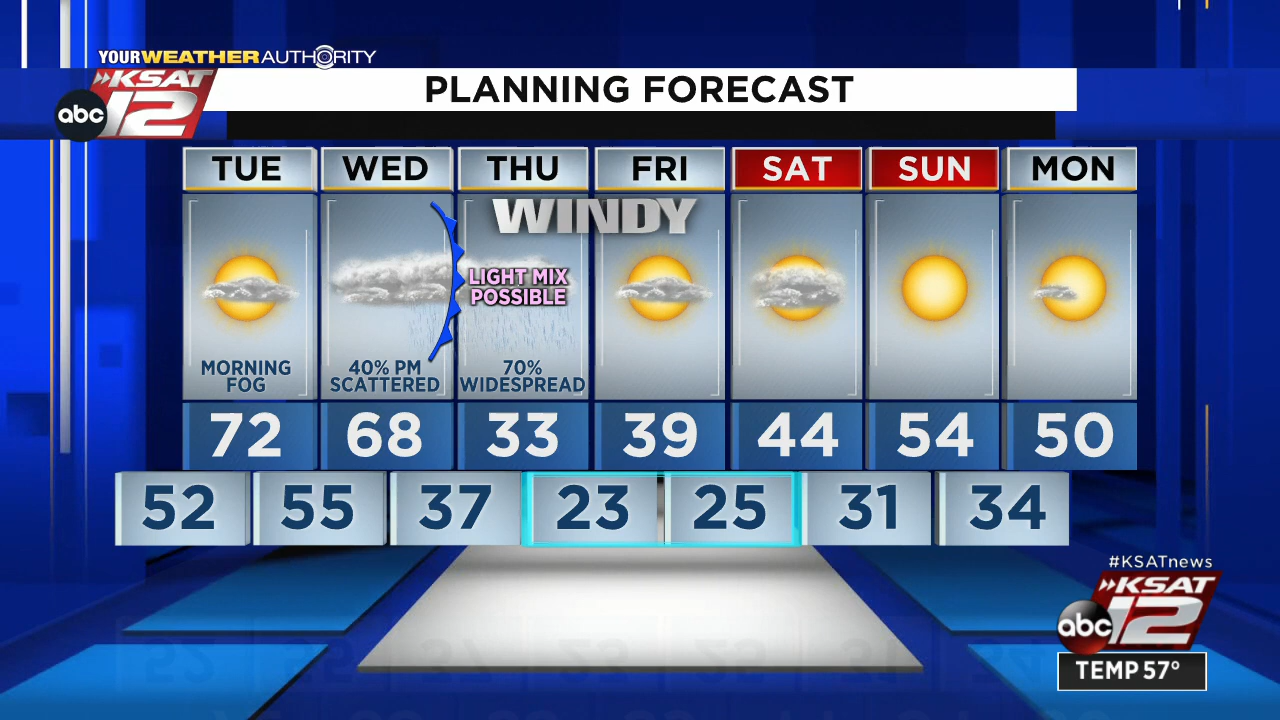 YOURWEATHERAUTHORITY
KSAT
abc 12
PLANNING FORECAST
TUE WED THU FRI SAT SUN MON
WINDY
LIGHT MIX
POSSIBLE
MORNING
FOG
40% PM
SCATTERED
70%
WIDESPREAD
72 68 33 39 44 54 50
52 55 37 23 25 31 34
#KSATnews
KSAT
abc 12
TEMP 57°